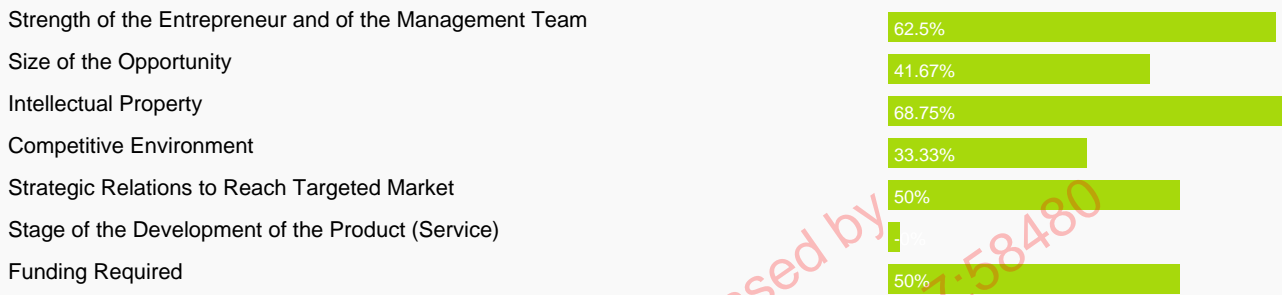 Strength of the Entrepreneur and of the Management Team 62.5%
Size of the Opportunity 41.67%
Intellectual Property 68.75%
Competitive Environment 33.33%
Strategic Relations to Reach Targeted Market 50%
Stage of the Development of the Product (Service)
Funding Required 50%